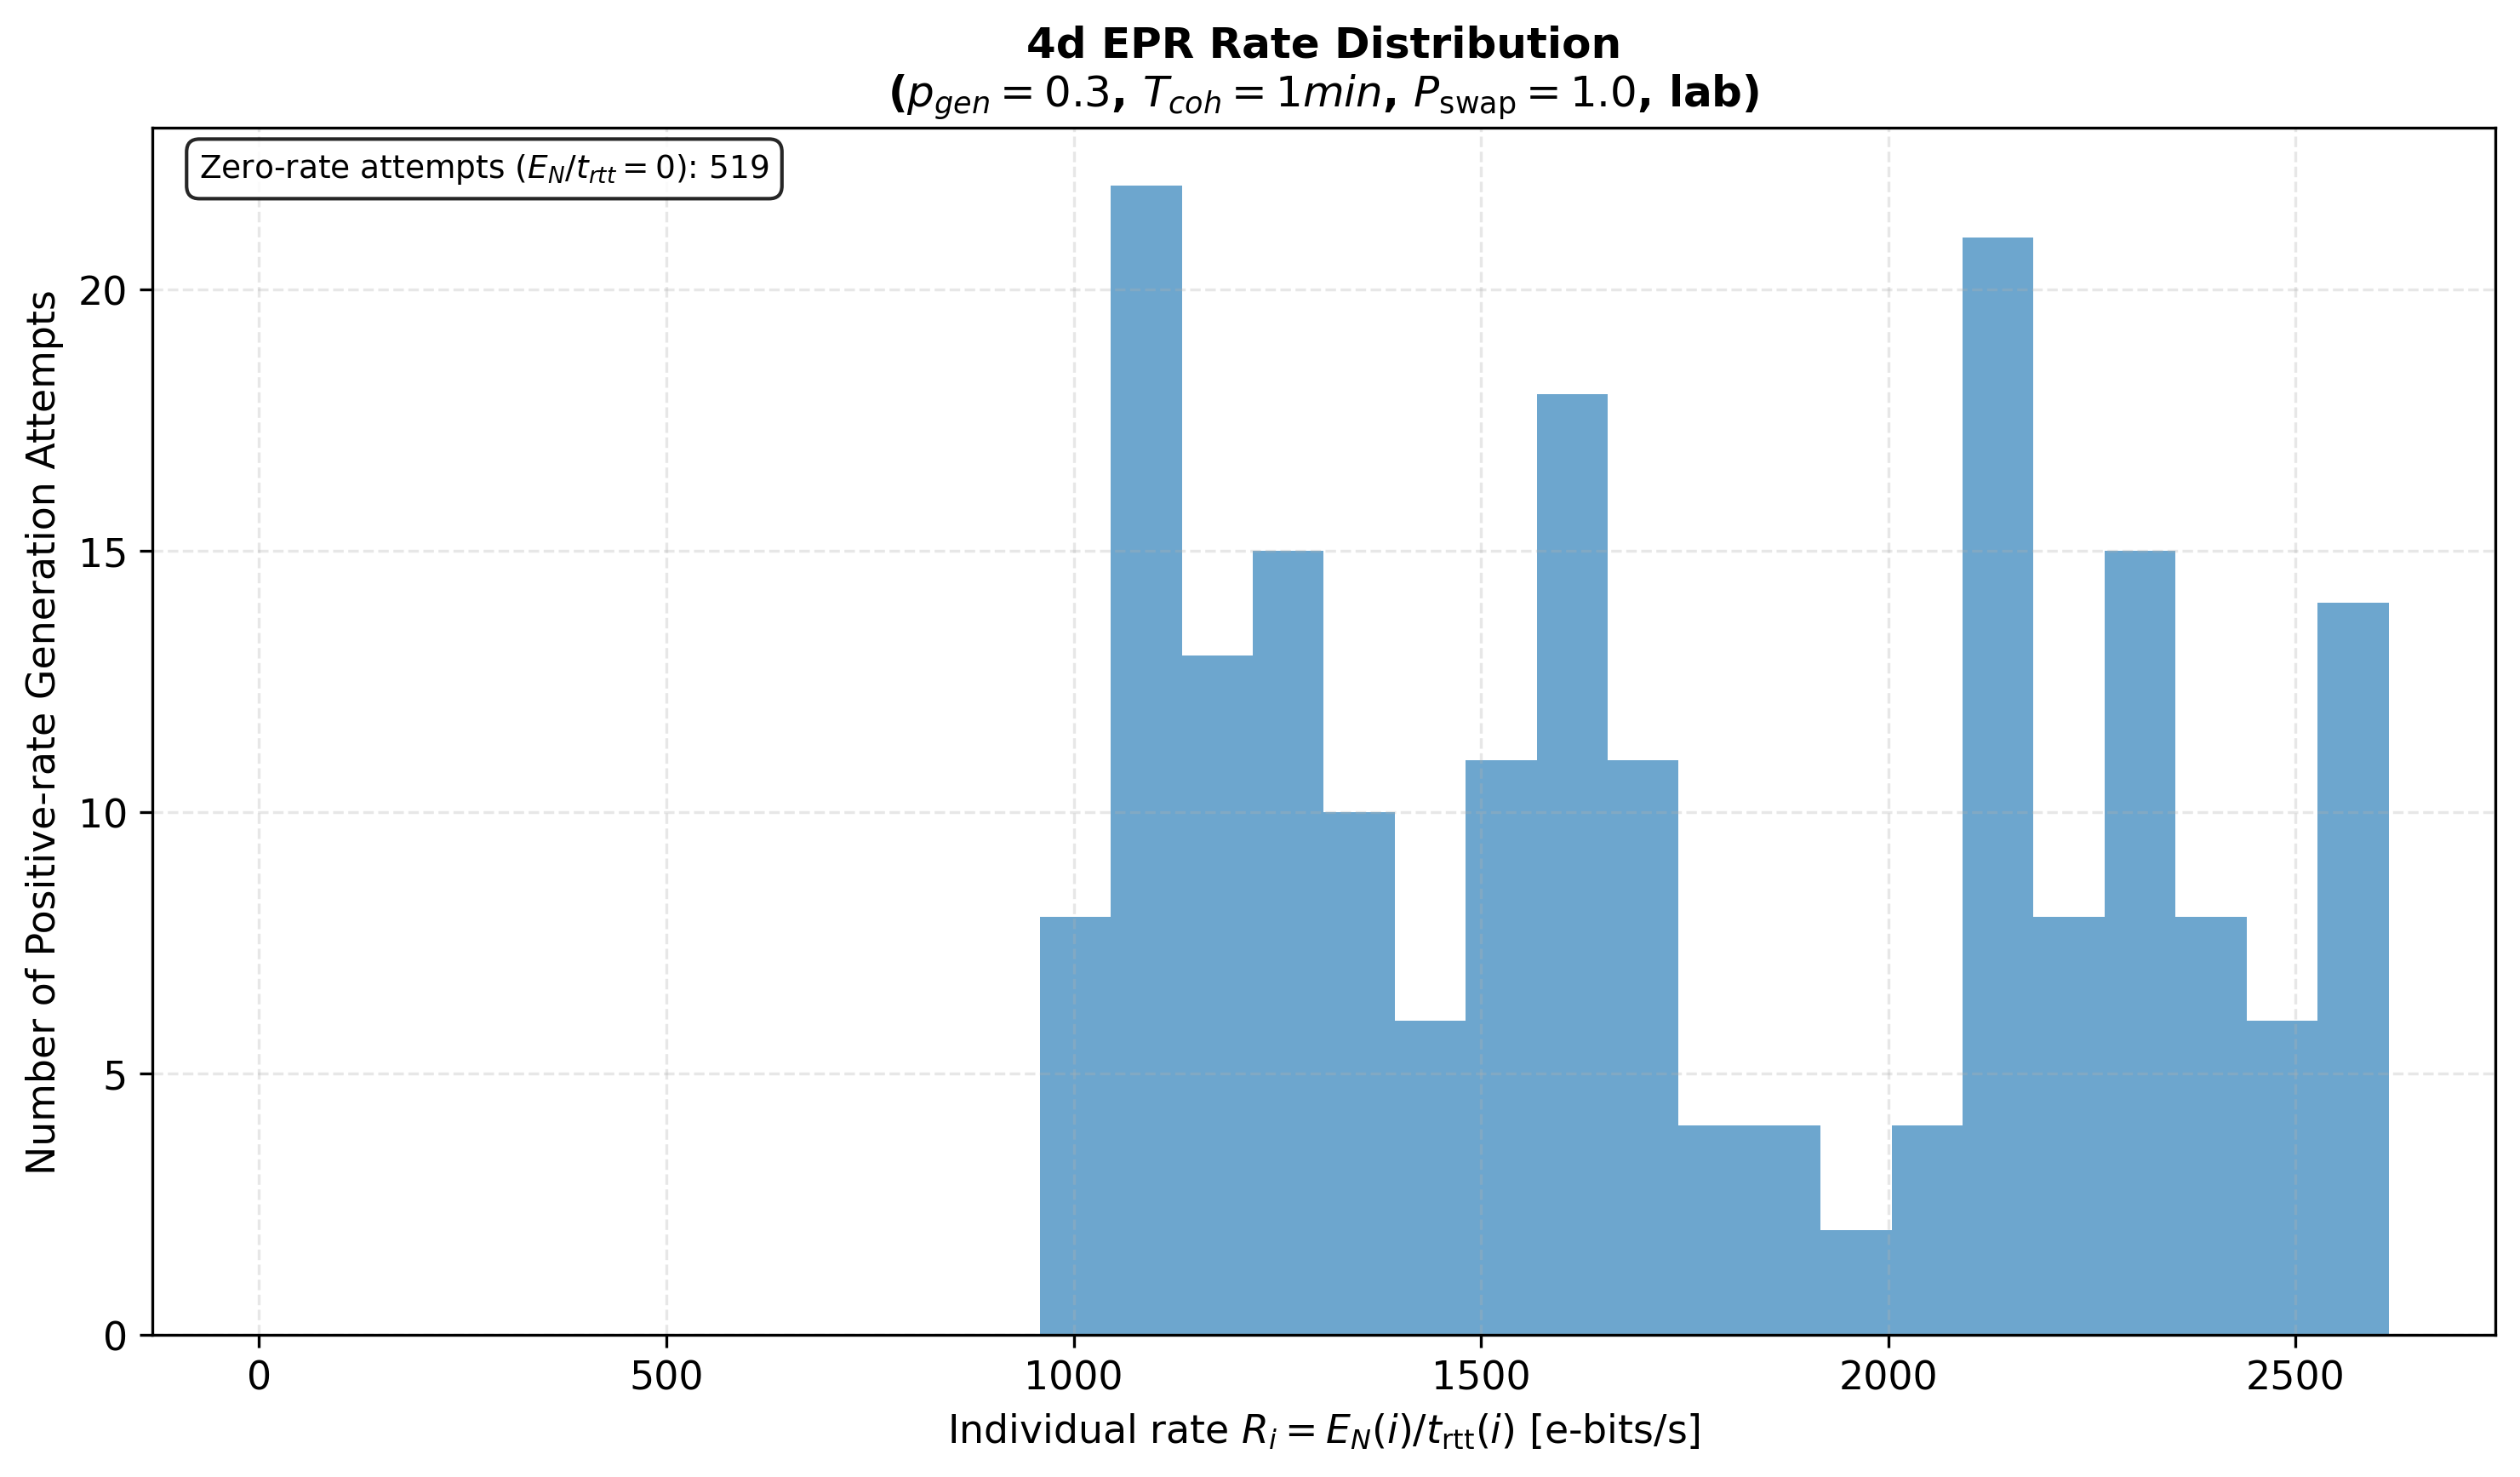 4d EPR Rate Distribution
(p_gen = 0.3, T_coh = 1min, P_swap = 1.0, lab)
Zero-rate attempts (E_N/t_rtt = 0): 519
Number of Positive-rate Generation Attempts
20
15
10
5
0
0 500 1000 1500 2000 2500
Individual rate R_i = E_N(i)/t_rtt(i) [e-bits/s]